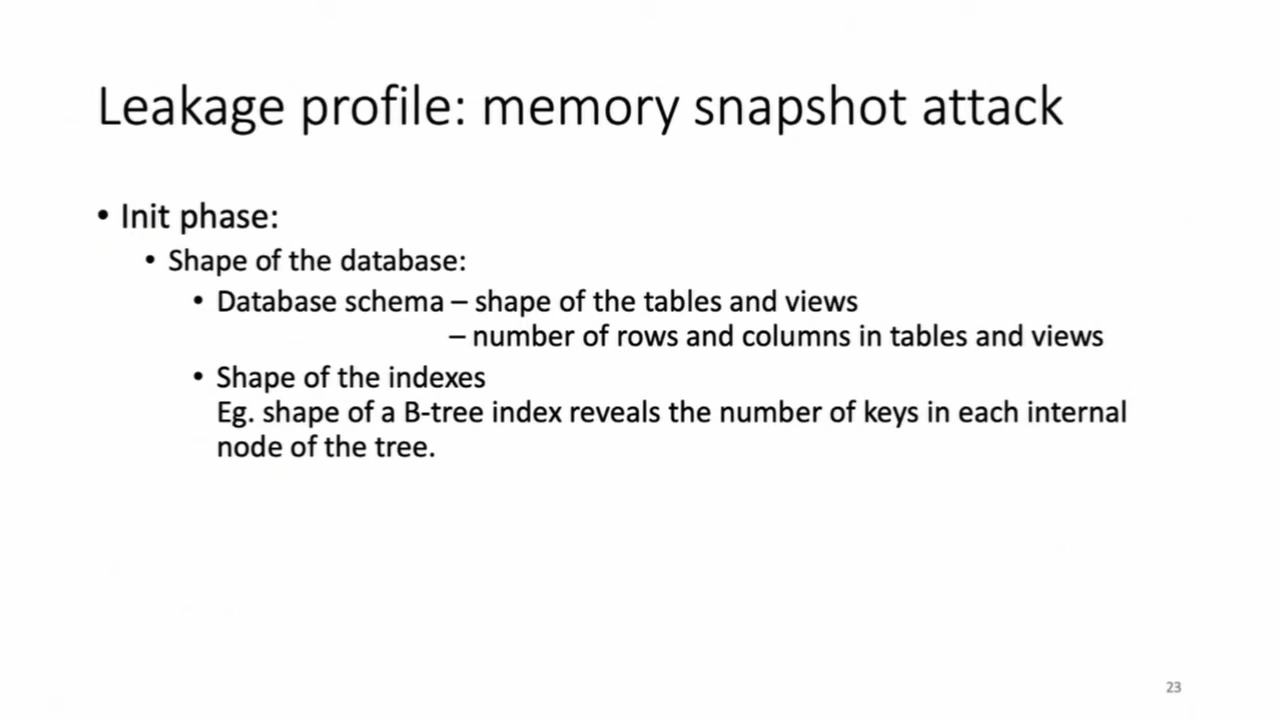 Leakage profile: memory snapshot attack
• Init phase:
• Shape of the database:
• Database schema – shape of the tables and views
– number of rows and columns in tables and views
• Shape of the indexes
Eg. shape of a B-tree index reveals the number of keys in each internal
node of the tree.
23